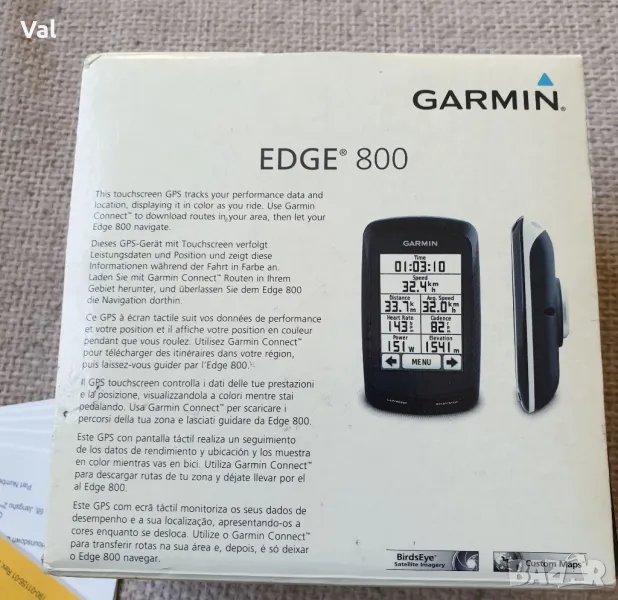 Val
GARMIN
EDGE® 800
This touchscreen GPS tracks your performance data and
location, displaying it in color as you ride. Use Garmin
Connect™ to download routes in your area, then let your
Edge 800 navigate.
Dieses GPS-Gerät mit Touchscreen verfolgt
Leistungsdaten und Position und zeigt diese
Informationen während der Fahrt in Farbe an.
Laden Sie mit Garmin Connect™ Routen in Ihrem
Gebiet herunter, und überlassen Sie dem Edge 800
die Navigation dorthin.
Ce GPS à écran tactile suit vos données de performance
et votre position et il affiche votre position en couleur
pendant que vous roulez. Utilisez Garmin Connect™
pour télécharger des itinéraires dans votre région,
puis laissez-vous guider par l'Edge 800.
Il GPS touchscreen controlla i dati delle tue prestazioni
e la posizione, visualizzandola a colori mentre stai
pedalando. Usa Garmin Connect™ per scaricare i
percorsi della tua zona e lasciati guidare da Edge 800.
Este GPS con pantalla táctil realiza un seguimiento
de los datos de rendimiento y ubicación y los muestra
en color mientras vas en bici. Utiliza Garmin Connect™
para descargar rutas de tu zona y déjate llevar por el
al Edge 800.
Este GPS com ecrã táctil monitoriza os seus dados de
desempenho e a sua localização, apresentando-os a
cores enquanto se desloca. Utilize o Garmin Connect™
para transferir rotas na sua área e, depois, é só deixar
o Edge 800 navegar.
GARMIN
Time
01:03:10
Speed
32.4 km/h
Distance Avg. Speed
33.7 km 32.0 km/h
Heart Rate Cadence
143 82
Power Elevation
151 w 1541 m
MENU
BirdsEye™
Satellite Imagery
Custom Maps
BAZAR
Part Numb
190-01156-01 Rev.